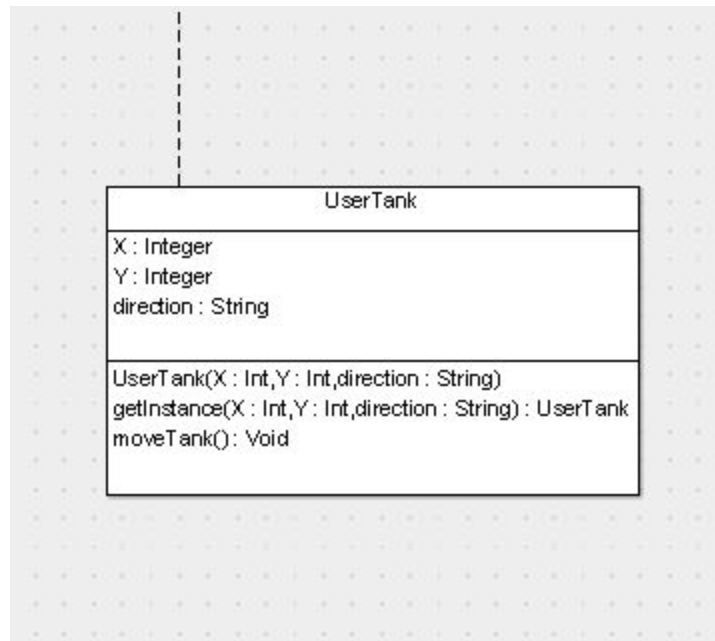 UserTank
X : Integer
Y : Integer
direction : String
UserTank(X : Int,Y : Int,direction : String)
getInstance(X : Int,Y : Int,direction : String) : UserTank
moveTank() : Void